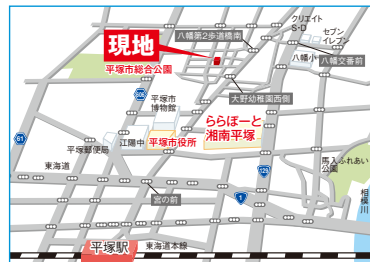 クリエイト
S・D
セブン
イレブン
八幡第2歩道橋南
現地
八幡小
八幡交番前
平塚市総合公園
大野幼稚園西側
606
平塚市
博物館
ららぽーと
湘南平塚
61
江陽中
平塚市役所
平塚郵便局
馬入ふれあい
公園
東海道
129
宮の前
1
相模川
平塚駅
東海道本線